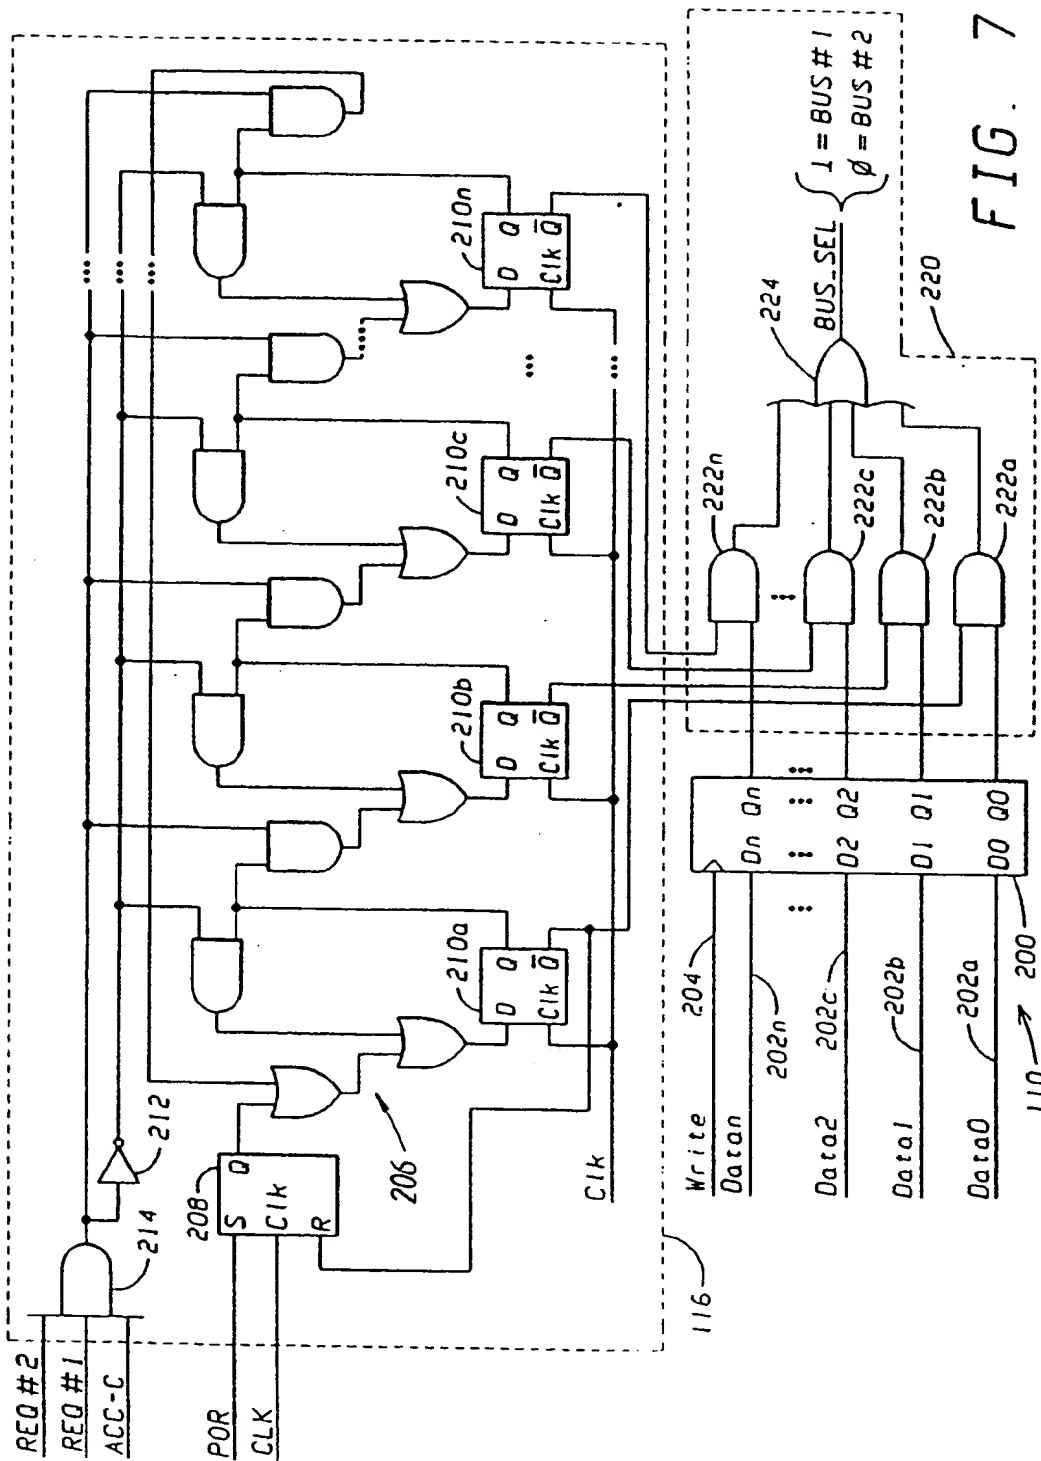 REQ #2
REQ #1
ACC-C
214
212
POR
CLK
208
S Q
Clk
R
206
...
...
...
210a
D Q
Clk Q̅
210b
D Q
Clk Q̅
210c
D Q
Clk Q̅
210n
D Q
Clk Q̅
....
...
...
Clk
116
Write
204
Datan
202n
Data2
202c
Data1
202b
Data0
202a
...
Dn Qn
... ...
D2 Q2
D1 Q1
D0 Q0
...
110
200
222n
...
222c
222b
222a
224
BUS_SEL
1 = BUS #1
Ø = BUS #2
220
FIG. 7